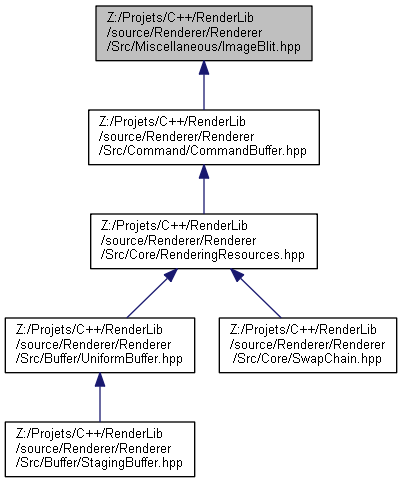 Z:/Projets/C++/RenderLib
/source/Renderer/Renderer
/Src/Miscellaneous/ImageBlit.hpp
Z:/Projets/C++/RenderLib
/source/Renderer/Renderer
/Src/Command/CommandBuffer.hpp
Z:/Projets/C++/RenderLib
/source/Renderer/Renderer
/Src/Core/RenderingResources.hpp
Z:/Projets/C++/RenderLib
/source/Renderer/Renderer
/Src/Buffer/UniformBuffer.hpp
Z:/Projets/C++/RenderLib
/source/Renderer/Renderer
/Src/Core/SwapChain.hpp
Z:/Projets/C++/RenderLib
/source/Renderer/Renderer
/Src/Buffer/StagingBuffer.hpp